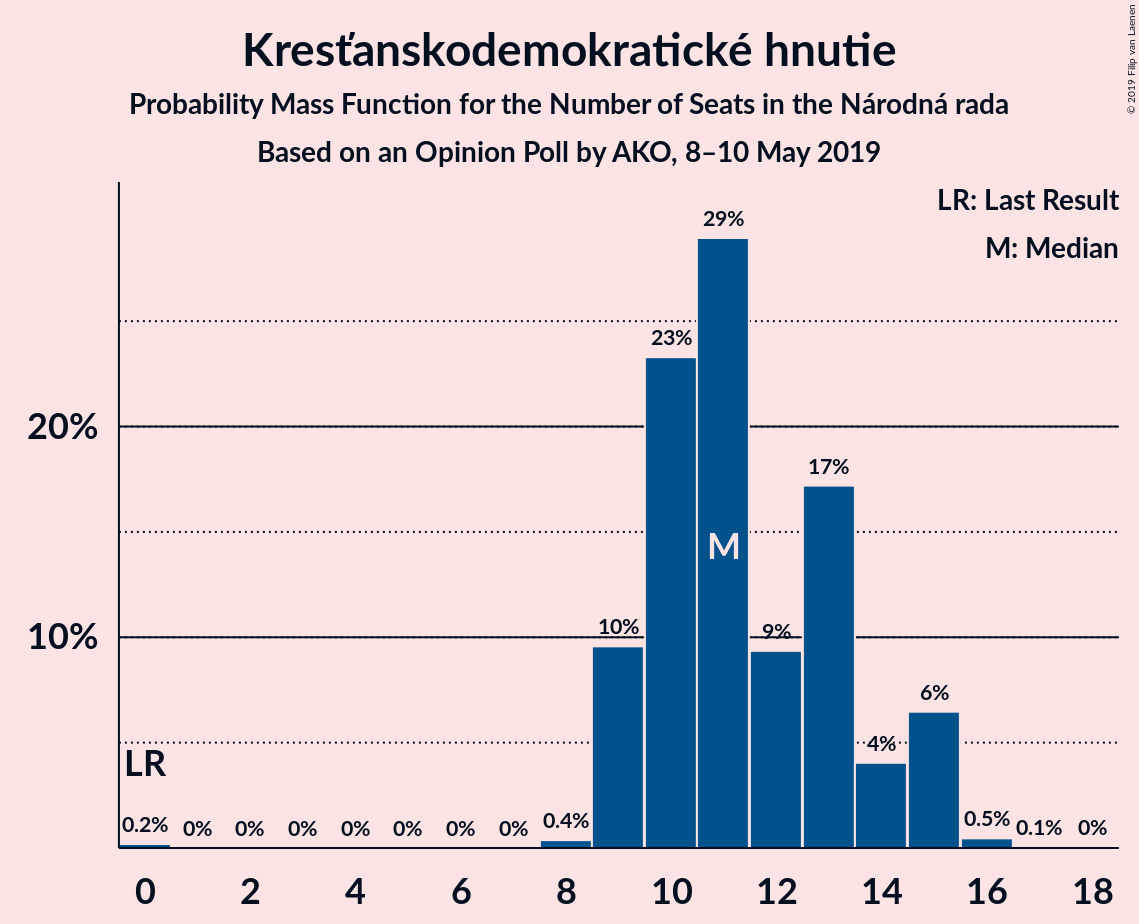 Kresťanskodemokratické hnutie
Probability Mass Function for the Number of Seats in the Národná rada
Based on an Opinion Poll by AKO, 8–10 May 2019
© 2019 Filip van Laenen
LR: Last Result
M: Median
29%
23%
20%
17%
M
10%
9%
10%
6%
4%
LR
0.2% 0% 0% 0% 0% 0% 0% 0% 0.4% 0.5% 0.1% 0%
0 2 4 6 8 10 12 14 16 18